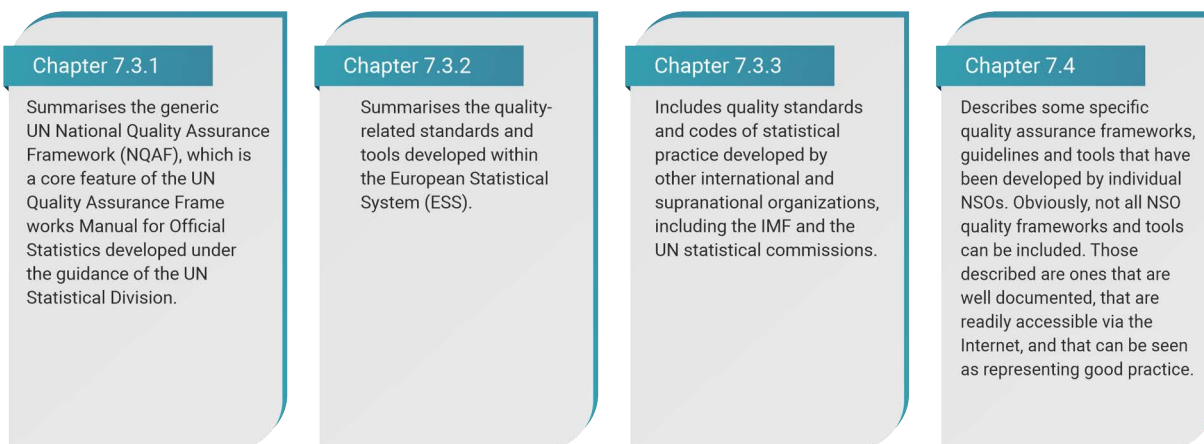 Chapter 7.3.1
Summarises the generic
UN National Quality Assurance
Framework (NQAF), which is
a core feature of the UN
Quality Assurance Frame
works Manual for Official
Statistics developed under
the guidance of the UN
Statistical Division.
Chapter 7.3.2
Summarises the quality-
related standards and
tools developed within
the European Statistical
System (ESS).
Chapter 7.3.3
Includes quality standards
and codes of statistical
practice developed by
other international and
supranational organizations,
including the IMF and the
UN statistical commissions.
Chapter 7.4
Describes some specific
quality assurance frameworks,
guidelines and tools that have
been developed by individual
NSOs. Obviously, not all NSO
quality frameworks and tools
can be included. Those
described are ones that are
well documented, that are
readily accessible via the
Internet, and that can be seen
as representing good practice.